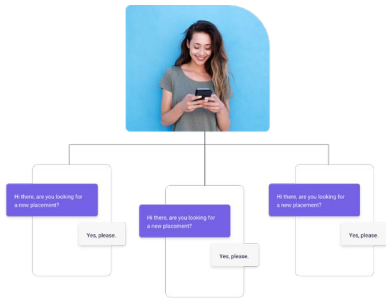 Hi there, are you looking for
a new placement?
Yes, please.
Hi there, are you looking for
a new placement?
Yes, please.
Hi there, are you looking for
a new placement?
Yes, please.